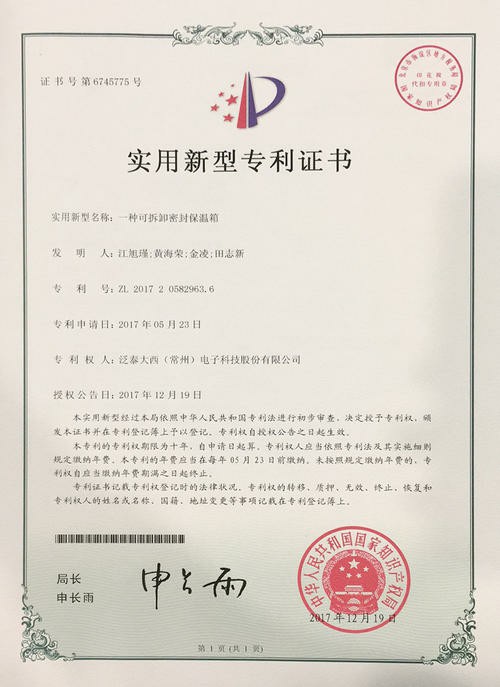 证书号第6745775号
印花税
代扣专用章
国家知识产权局
实用新型专利证书
实用新型名称：一种可拆卸密封保温箱
发明人：江旭瑾;黄海荣;金凌;田志新
专利号：ZL 2017 2 0582963.6
专利申请日：2017年05月23日
专利权人：泛泰大西（常州）电子科技股份有限公司
授权公告日：2017年12月19日
本实用新型经过本局依照中华人民共和国专利法进行初步审查，决定授予专利权，颁
发本证书并在专利登记簿上予以登记。专利权自授权公告之日起生效。
本专利的专利权期限为十年，自申请日起算。专利权人应当依照专利法及其实施细则
规定缴纳年费。本专利的年费应当在每年05月23日前缴纳。未按照规定缴纳年费的，专
利权自应当缴纳年费期满之日起终止。
专利证书记载专利权登记时的法律状况。专利权的转移、质押、无效、终止、恢复和
专利权人的姓名或名称、国籍、地址变更等事项记载在专利登记簿上。
局长
申长雨
申长雨
中华人民共和国国家知识产权局
2017年12月19日
第1页(共1页)